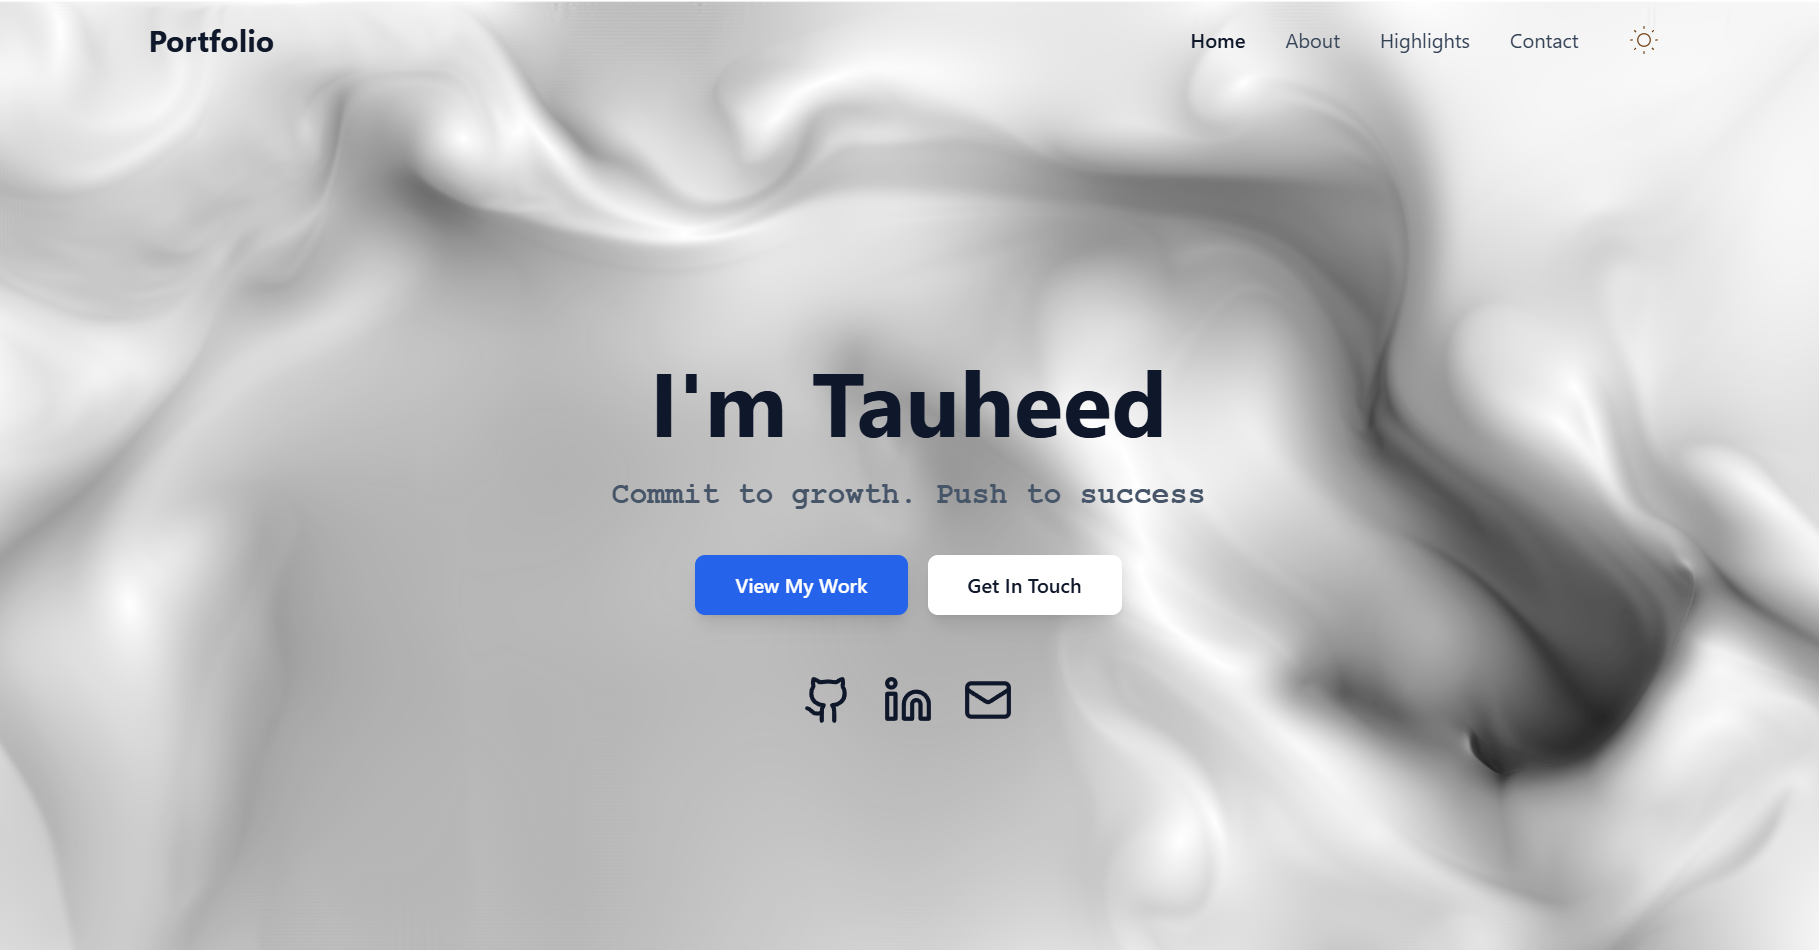 Portfolio
Home About Highlights Contact
I'm Tauheed
Commit to growth. Push to success
View My Work Get In Touch